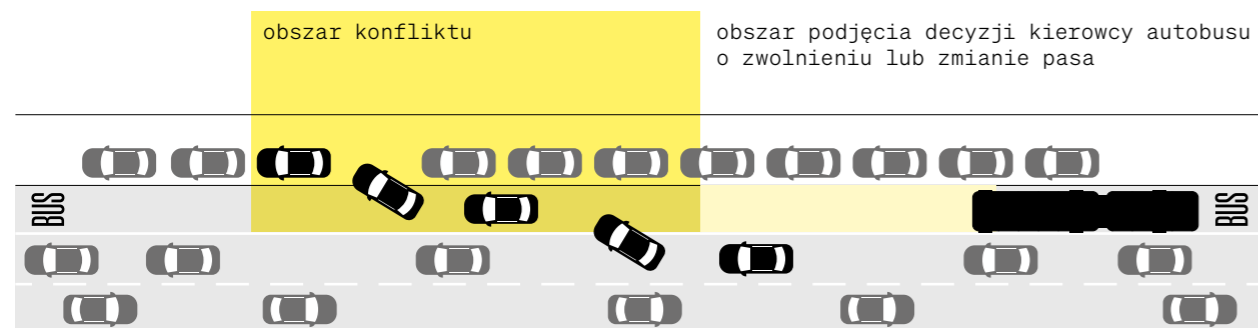 obszar konfliktu
obszar podjęcia decyzji kierowcy autobusu
o zwolnieniu lub zmianie pasa
BUS
BUS